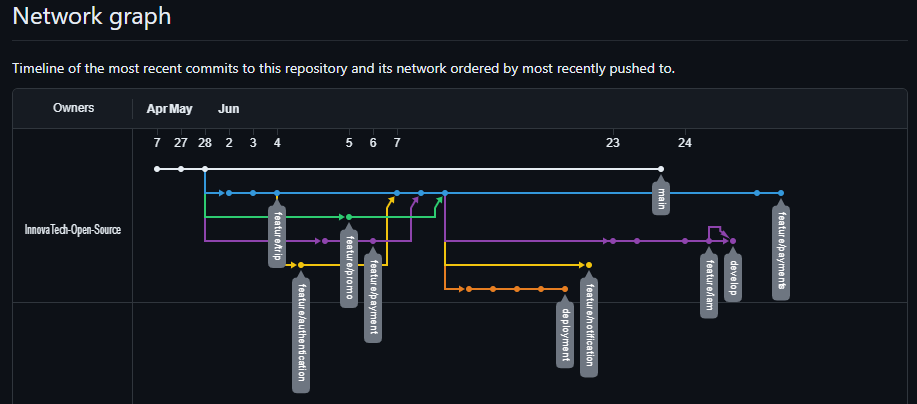 Network graph
Timeline of the most recent commits to this repository and its network ordered by most recently pushed to.
Owners
Apr May Jun
7 27 28 2 3 4 5 6 7 23 24
InnovaTech-Open-Source
main
feature/trip
feature/promo
feature/payment
feature/authentication
deployment
feature/notification
feature/iam
develop
feature/payments